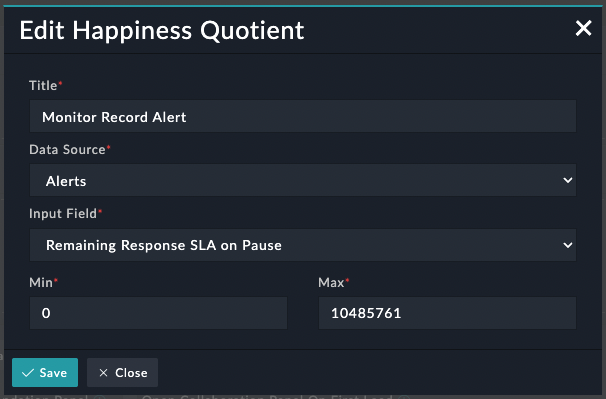 Edit Happiness Quotient
Title*
Monitor Record Alert
Data Source*
Alerts
Input Field*
Remaining Response SLA on Pause
Min* Max*
0 10485761
Save Close